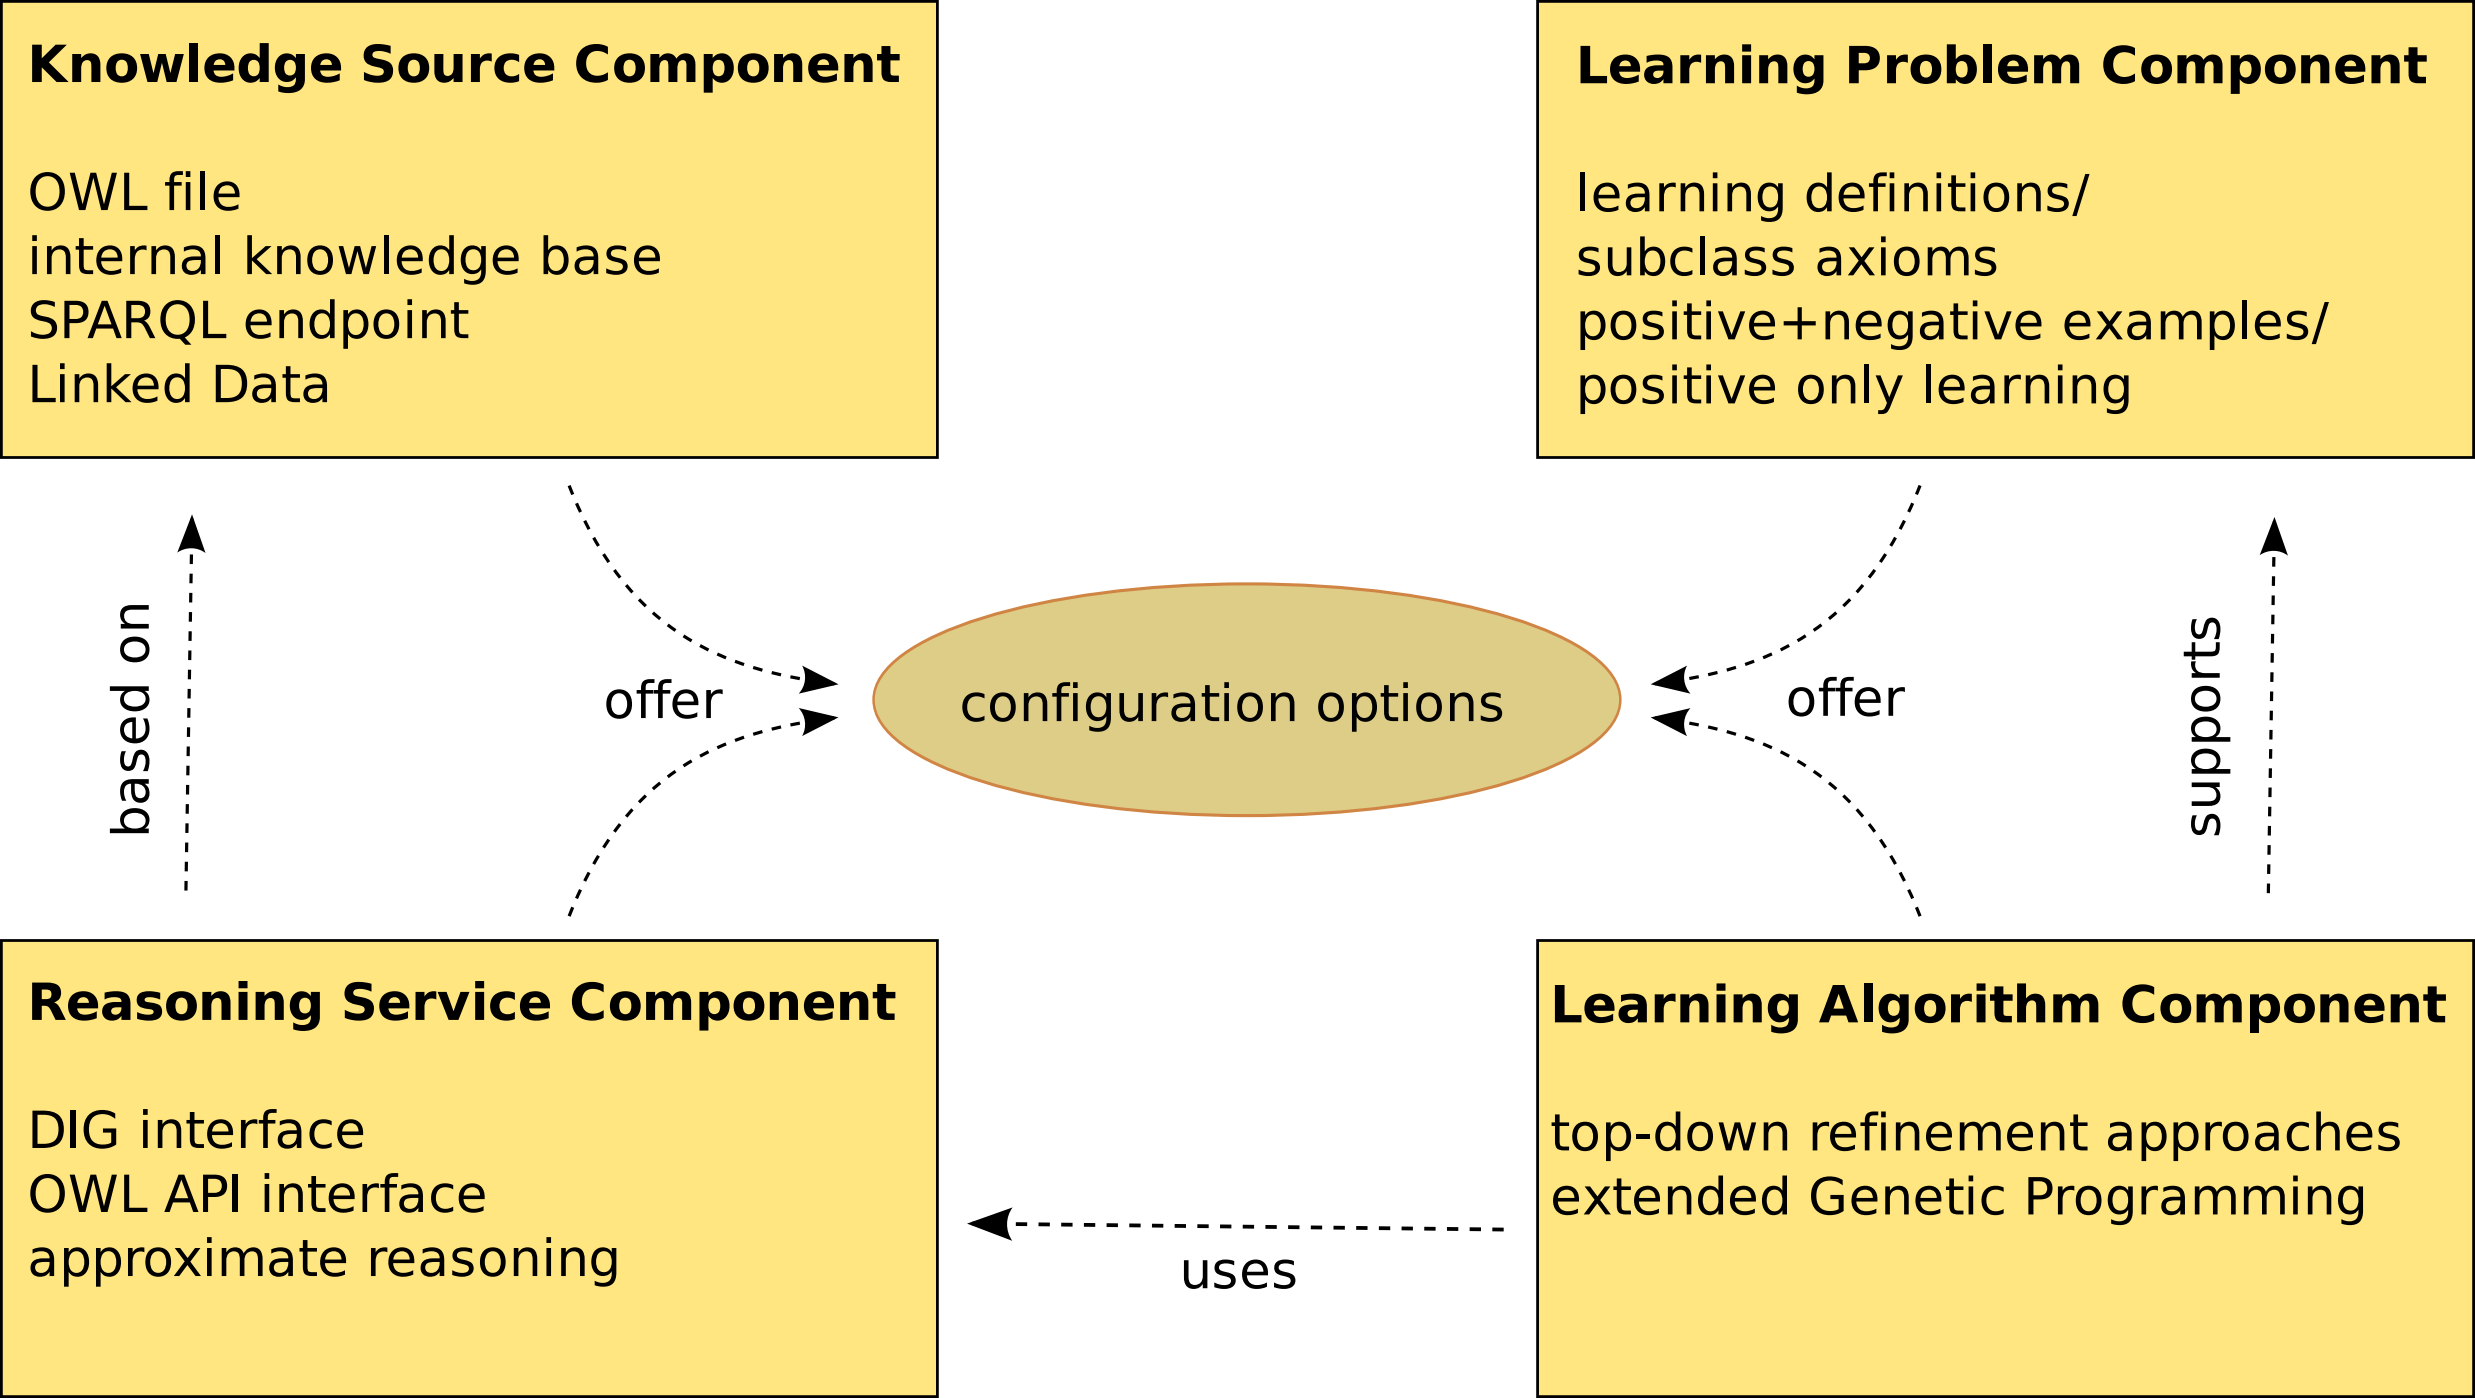 Knowledge Source Component
OWL file
internal knowledge base
SPARQL endpoint
Linked Data
Learning Problem Component
learning definitions/
subclass axioms
positive+negative examples/
positive only learning
based on
offer
configuration options
offer
supports
Reasoning Service Component
DIG interface
OWL API interface
approximate reasoning
uses
Learning Algorithm Component
top-down refinement approaches
extended Genetic Programming